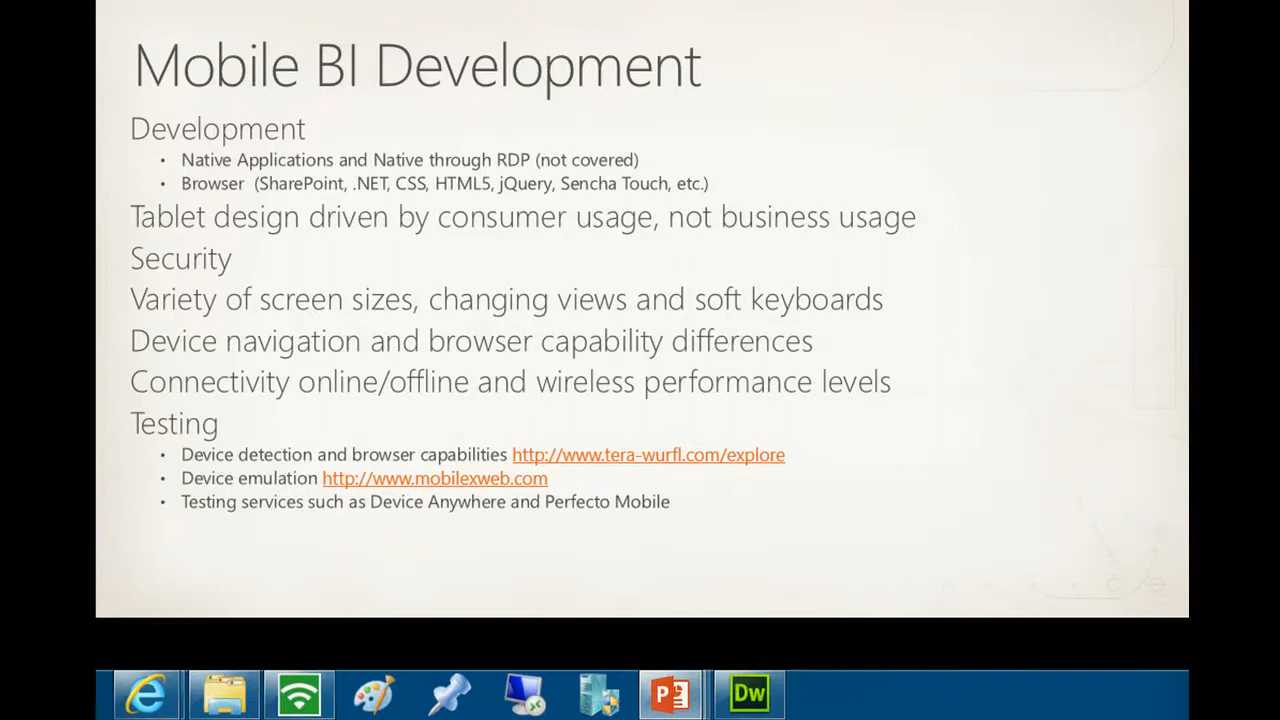 Mobile BI Development
Development
• Native Applications and Native through RDP (not covered)
• Browser (SharePoint, .NET, CSS, HTML5, jQuery, Sencha Touch, etc.)
Tablet design driven by consumer usage, not business usage
Security
Variety of screen sizes, changing views and soft keyboards
Device navigation and browser capability differences
Connectivity online/offline and wireless performance levels
Testing
• Device detection and browser capabilities http://www.tera-wurfl.com/explore
• Device emulation http://www.mobilexweb.com
• Testing services such as Device Anywhere and Perfecto Mobile
Dw